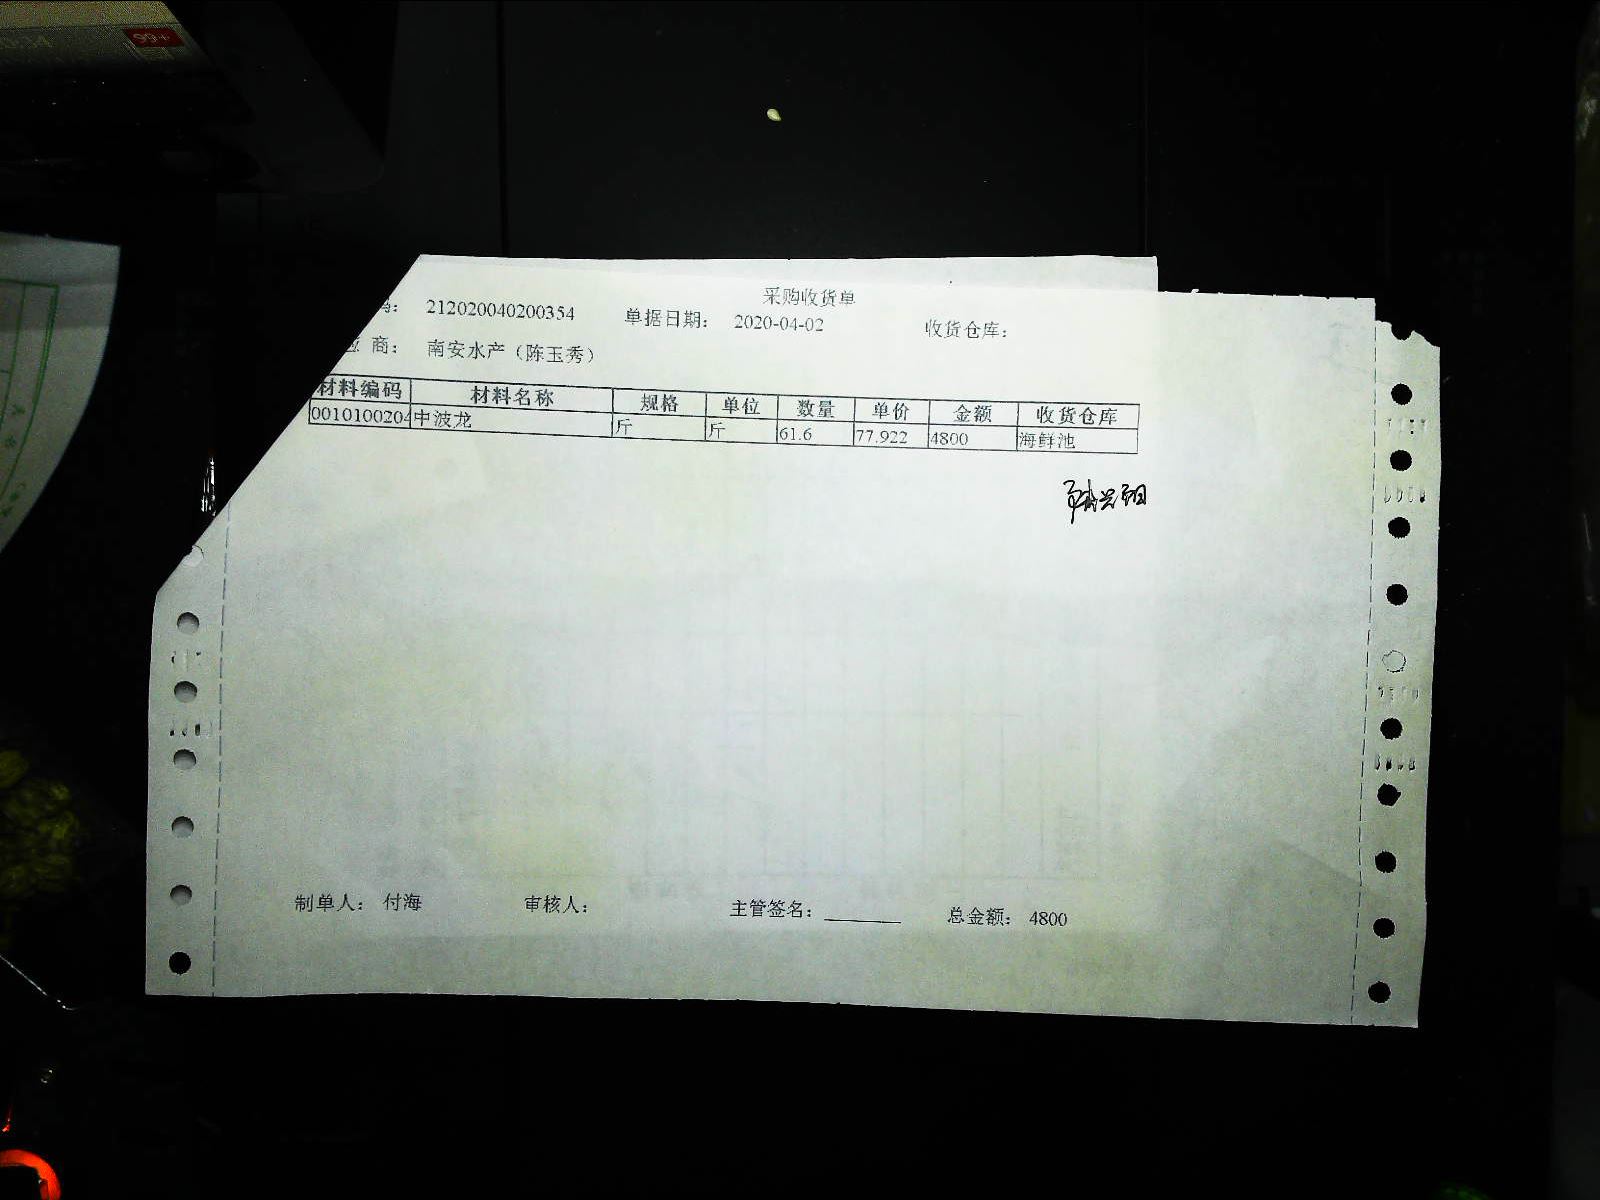 99+
采购收货单
码： 212020040200354 单据日期： 2020-04-02 收货仓库：
应 商： 南安水产（陈玉秀）
材料编码 材料名称 规格 单位 数量 单价 金额 收货仓库
0010100204 中波龙 斤 斤 61.6 77.922 4800 海鲜池
制单人： 付海 审核人： 主管签名： 总金额： 4800